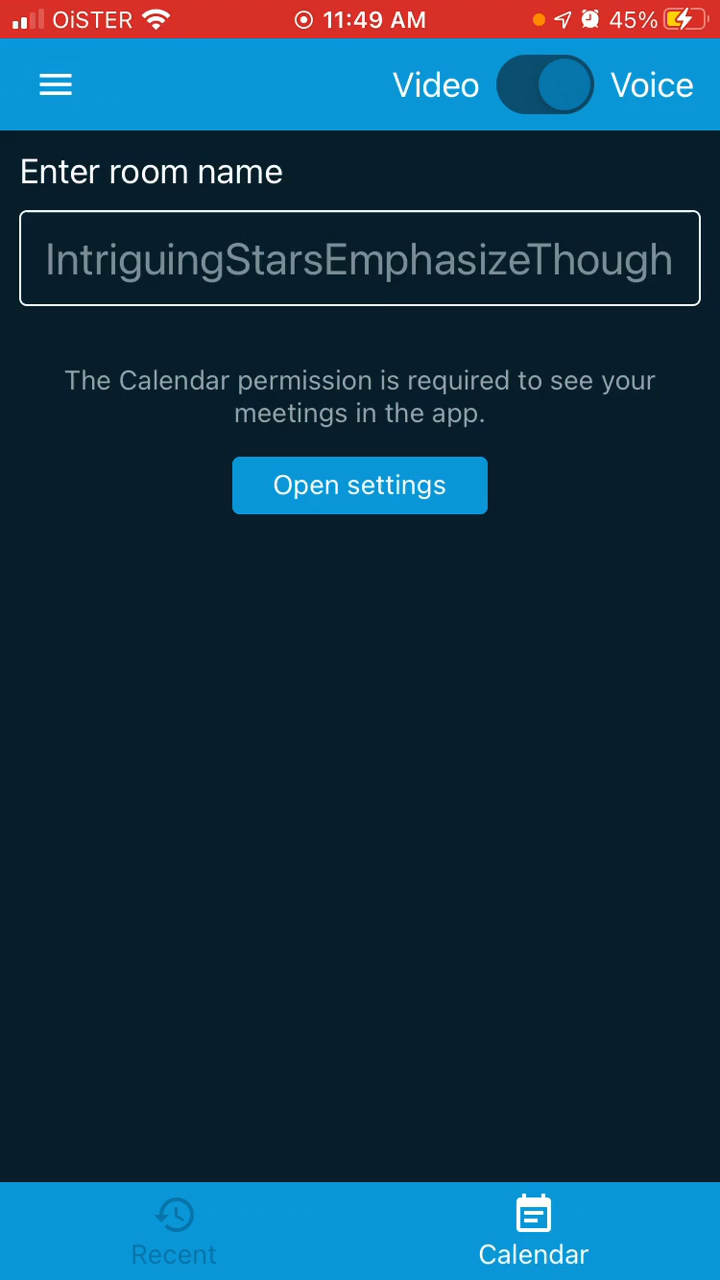 OiSTER 11:49 AM 45%
Video Voice
Enter room name
IntriguingStarsEmphasizeThough
The Calendar permission is required to see your
meetings in the app.
Open settings
Recent Calendar